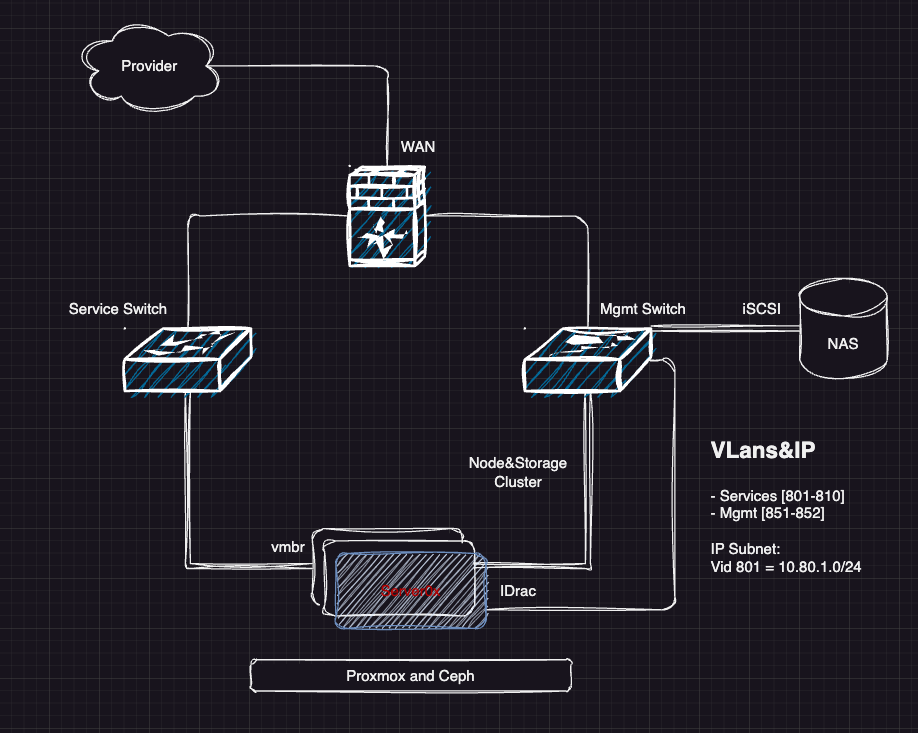 Provider
WAN
Service Switch
Mgmt Switch
iSCSI
NAS
VLans&IP
Node&Storage
Cluster
- Services [801-810]
- Mgmt [851-852]
vmbr
IP Subnet:
Vid 801 = 10.80.1.0/24
IDrac
Proxmox and Ceph